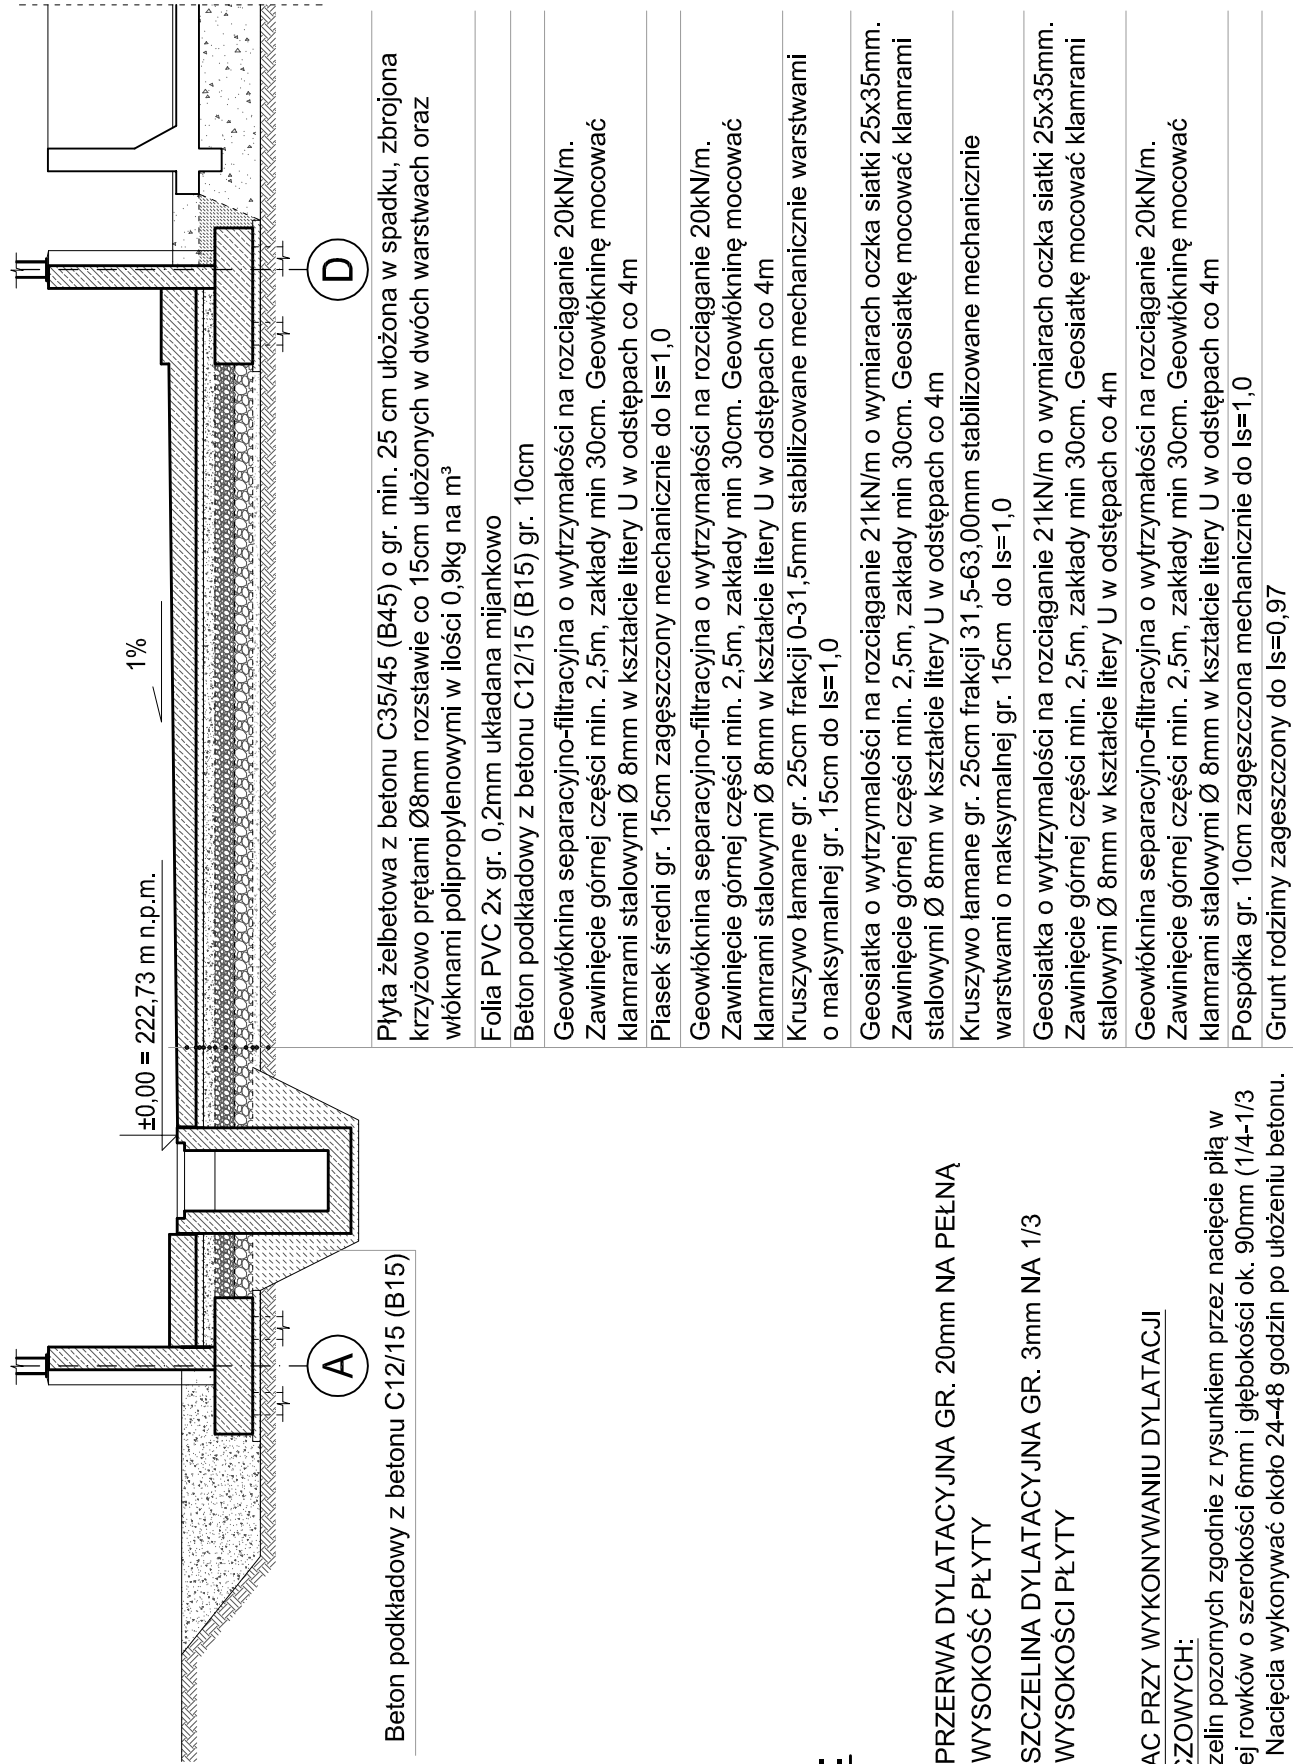 ±0,00 = 222,73 m n.p.m.
1%
A
D
Beton podkładowy z betonu C12/15 (B15)
Płyta żelbetowa z betonu C35/45 (B45) o gr. min. 25 cm ułożona w spadku, zbrojona
krzyżowo prętami Ø8mm rozstawie co 15cm ułożonych w dwóch warstwach oraz
włóknami polipropylenowymi w ilości 0,9kg na m³
Folia PVC 2x gr. 0,2mm układana mijankowo
Beton podkładowy z betonu C12/15 (B15) gr. 10cm
Geowłóknina separacyjno-filtracyjna o wytrzymałości na rozciąganie 20kN/m.
Zawinięcie górnej części min. 2,5m, zakłady min 30cm. Geowłókninę mocować
klamrami stalowymi Ø 8mm w kształcie litery U w odstępach co 4m
Piasek średni gr. 15cm zagęszczony mechanicznie do Is=1,0
Geowłóknina separacyjno-filtracyjna o wytrzymałości na rozciąganie 20kN/m.
Zawinięcie górnej części min. 2,5m, zakłady min 30cm. Geowłókninę mocować
klamrami stalowymi Ø 8mm w kształcie litery U w odstępach co 4m
Kruszywo łamane gr. 25cm frakcji 0-31,5mm stabilizowane mechanicznie warstwami
o maksymalnej gr. 15cm do Is=1,0
Geosiatka o wytrzymałości na rozciąganie 21kN/m o wymiarach oczka siatki 25x35mm.
Zawinięcie górnej części min. 2,5m, zakłady min 30cm. Geosiatkę mocować klamrami
stalowymi Ø 8mm w kształcie litery U w odstępach co 4m
Kruszywo łamane gr. 25cm frakcji 31,5-63,00mm stabilizowane mechanicznie
warstwami o maksymalnej gr. 15cm do Is=1,0
Geosiatka o wytrzymałości na rozciąganie 21kN/m o wymiarach oczka siatki 25x35mm.
Zawinięcie górnej części min. 2,5m, zakłady min 30cm. Geosiatkę mocować klamrami
stalowymi Ø 8mm w kształcie litery U w odstępach co 4m
Geowłóknina separacyjno-filtracyjna o wytrzymałości na rozciąganie 20kN/m.
Zawinięcie górnej części min. 2,5m, zakłady min 30cm. Geowłókninę mocować
klamrami stalowymi Ø 8mm w kształcie litery U w odstępach co 4m
Pospółka gr. 10cm zagęszczona mechanicznie do Is=1,0
Grunt rodzimy zagęszczony do Is=0,97
PRZERWA DYLATACYJNA GR. 20mm NA PEŁNĄ
WYSOKOŚĆ PŁYTY
SZCZELINA DYLATACYJNA GR. 3mm NA 1/3
WYSOKOŚCI PŁYTY
AC PRZY WYKONYWANIU DYLATACJI
CZOWYCH:
zelin pozornych zgodnie z rysunkiem przez nacięcie piłą w
ej rowków o szerokości 6mm i głębokości ok. 90mm (1/4-1/3
Nacięcia wykonywać około 24-48 godzin po ułożeniu betonu.